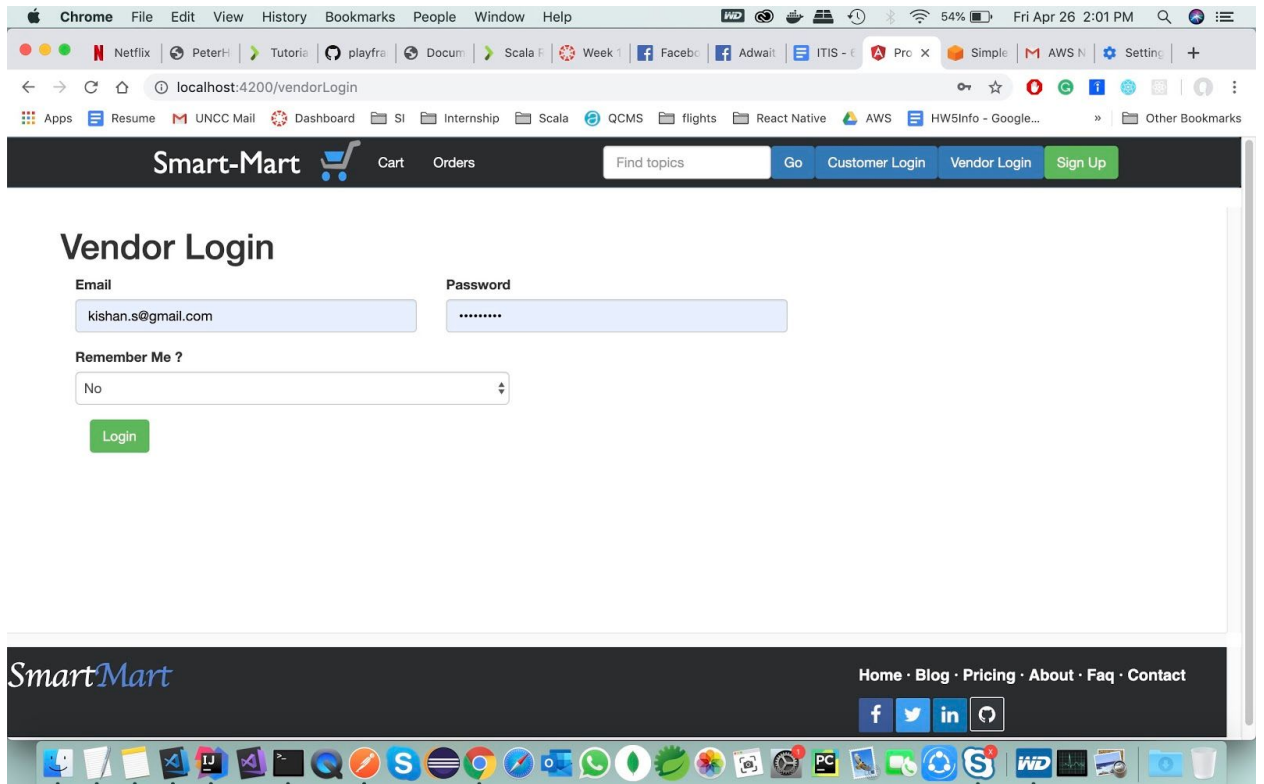 Chrome File Edit View History Bookmarks People Window Help WD 54% Fri Apr 26 2:01 PM
Netflix PeterH Tutoria playfra Docum Scala Week 1 Facebo Adwait ITIS - Pro Simple AWS N Setting
localhost:4200/vendorLogin
Apps Resume UNCC Mail Dashboard SI Internship Scala QCMS flights React Native AWS HW5Info - Google... » Other Bookmarks
Smart-Mart Cart Orders Find topics Go Customer Login Vendor Login Sign Up
Vendor Login
Email Password
kishan.s@gmail.com •••••••••
Remember Me ?
No
Login
SmartMart
Home · Blog · Pricing · About · Faq · Contact